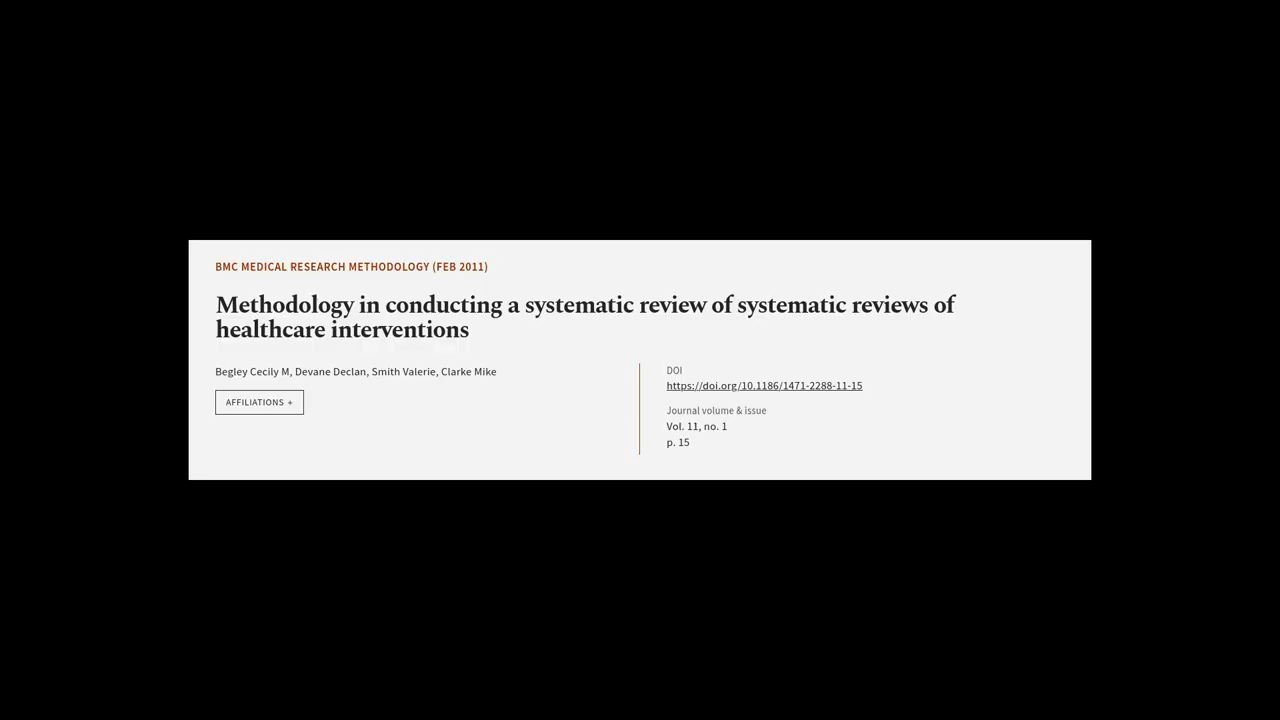 BMC MEDICAL RESEARCH METHODOLOGY (FEB 2011)
Methodology in conducting a systematic review of systematic reviews of
healthcare interventions
Begley Cecily M, Devane Declan, Smith Valerie, Clarke Mike
AFFILIATIONS +
DOI
https://doi.org/10.1186/1471-2288-11-15
Journal volume & issue
Vol. 11, no. 1
p. 15